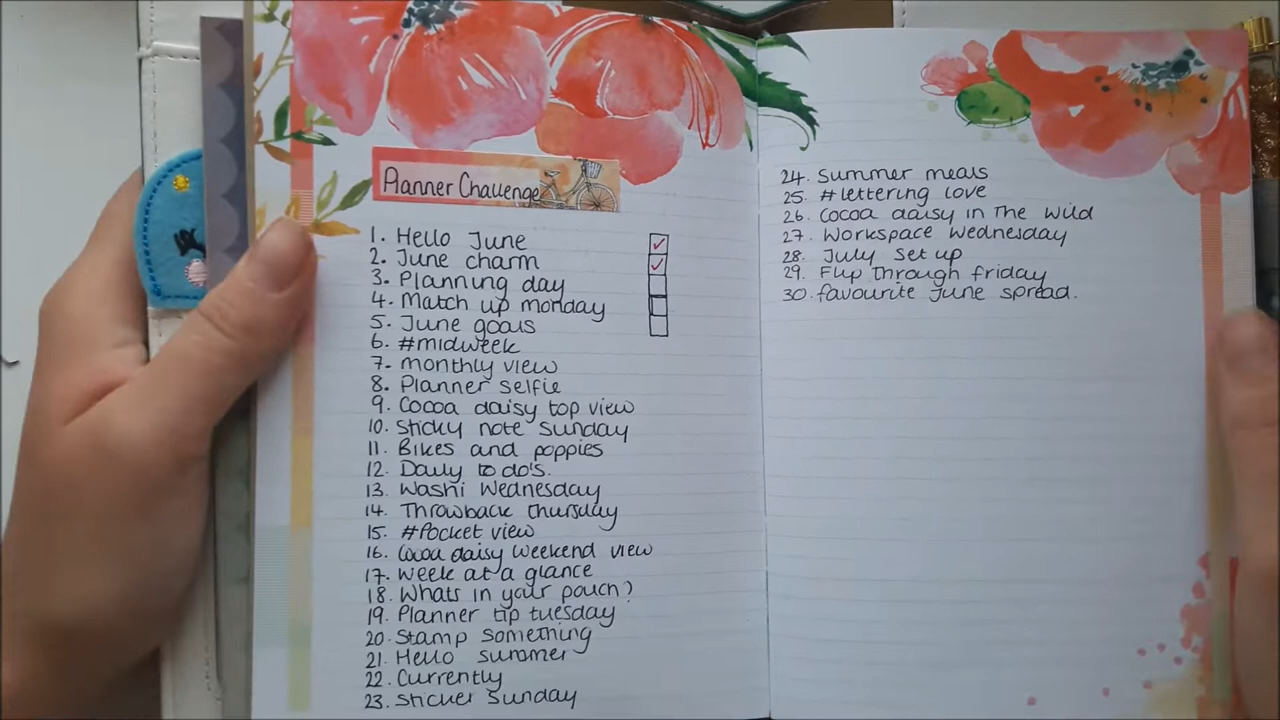 Planner Challenge
1. Hello June
2. June charm
3. Planning day
4. Match up monday
5. June goals
6. #midweek
7. monthly view
8. Planner selfie
9. Cocoa daisy top view
10. Sticky note Sunday
11. Bikes and poppies
12. Daily to do's.
13. Washi Wednesday
14. Throwback thursday
15. #Pocket view
16. Cocoa daisy weekend view
17. Week at a glance
18. Whats in your pouch?
19. Planner tip tuesday
20. Stamp something
21. Hello summer
22. Currently
23. Sticker Sunday
24. Summer meals
25. #lettering love
26. Cocoa daisy in The wild
27. Workspace Wednesday
28. July set up
29. Flip Through friday
30. favourite June spread.